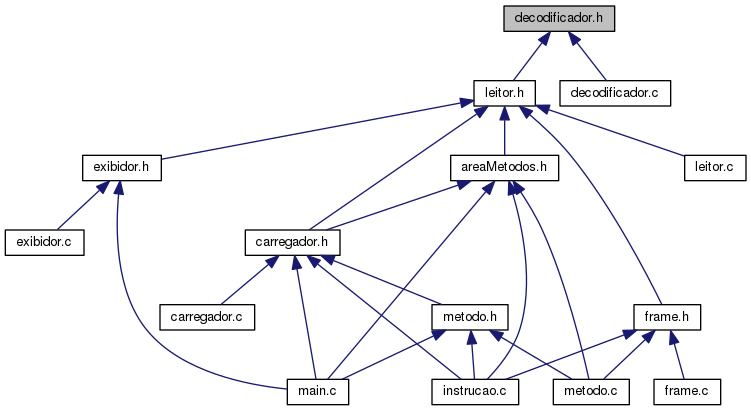 decodificador.h
leitor.h
decodificador.c
exibidor.h
areaMetodos.h
leitor.c
exibidor.c
carregador.h
carregador.c
metodo.h
frame.h
main.c
instrucao.c
metodo.c
frame.c